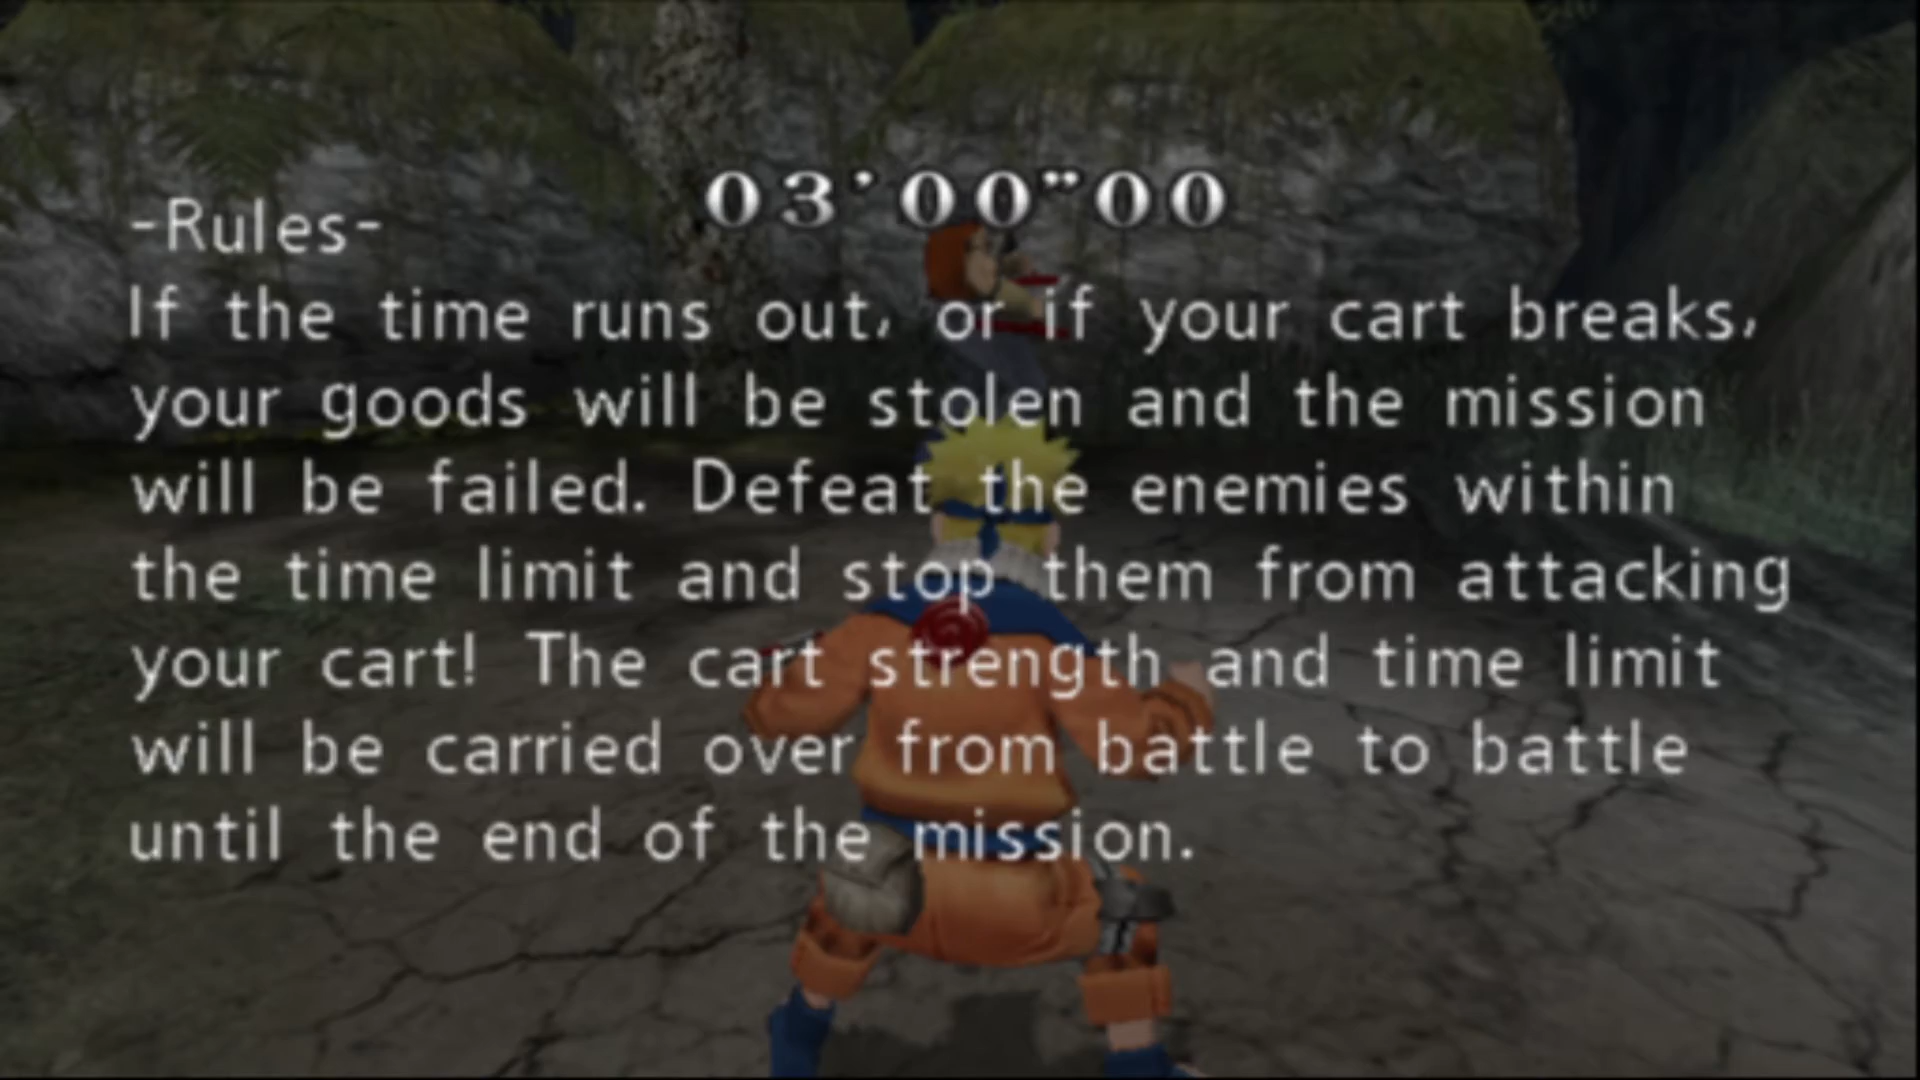 03'00"00
-Rules-
If the time runs out, or if your cart breaks,
your goods will be stolen and the mission
will be failed. Defeat the enemies within
the time limit and stop them from attacking
your cart! The cart strength and time limit
will be carried over from battle to battle
until the end of the mission.